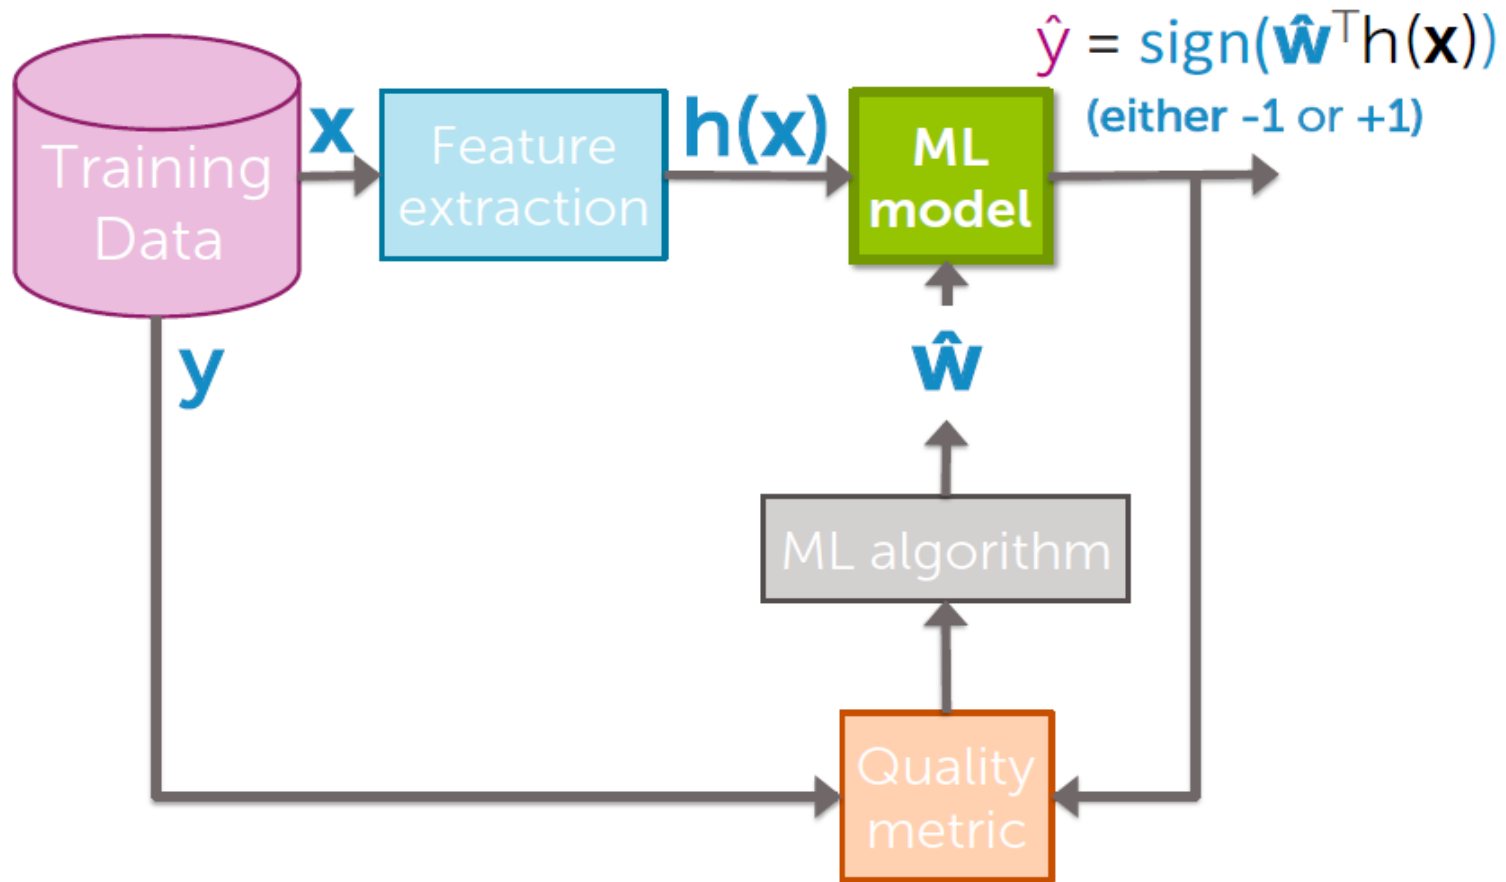 ŷ = sign(ŵᵀh(x))
(either -1 or +1)
Training
Data
x
Feature
extraction
h(x)
ML
model
y
ŵ
ML algorithm
Quality
metric